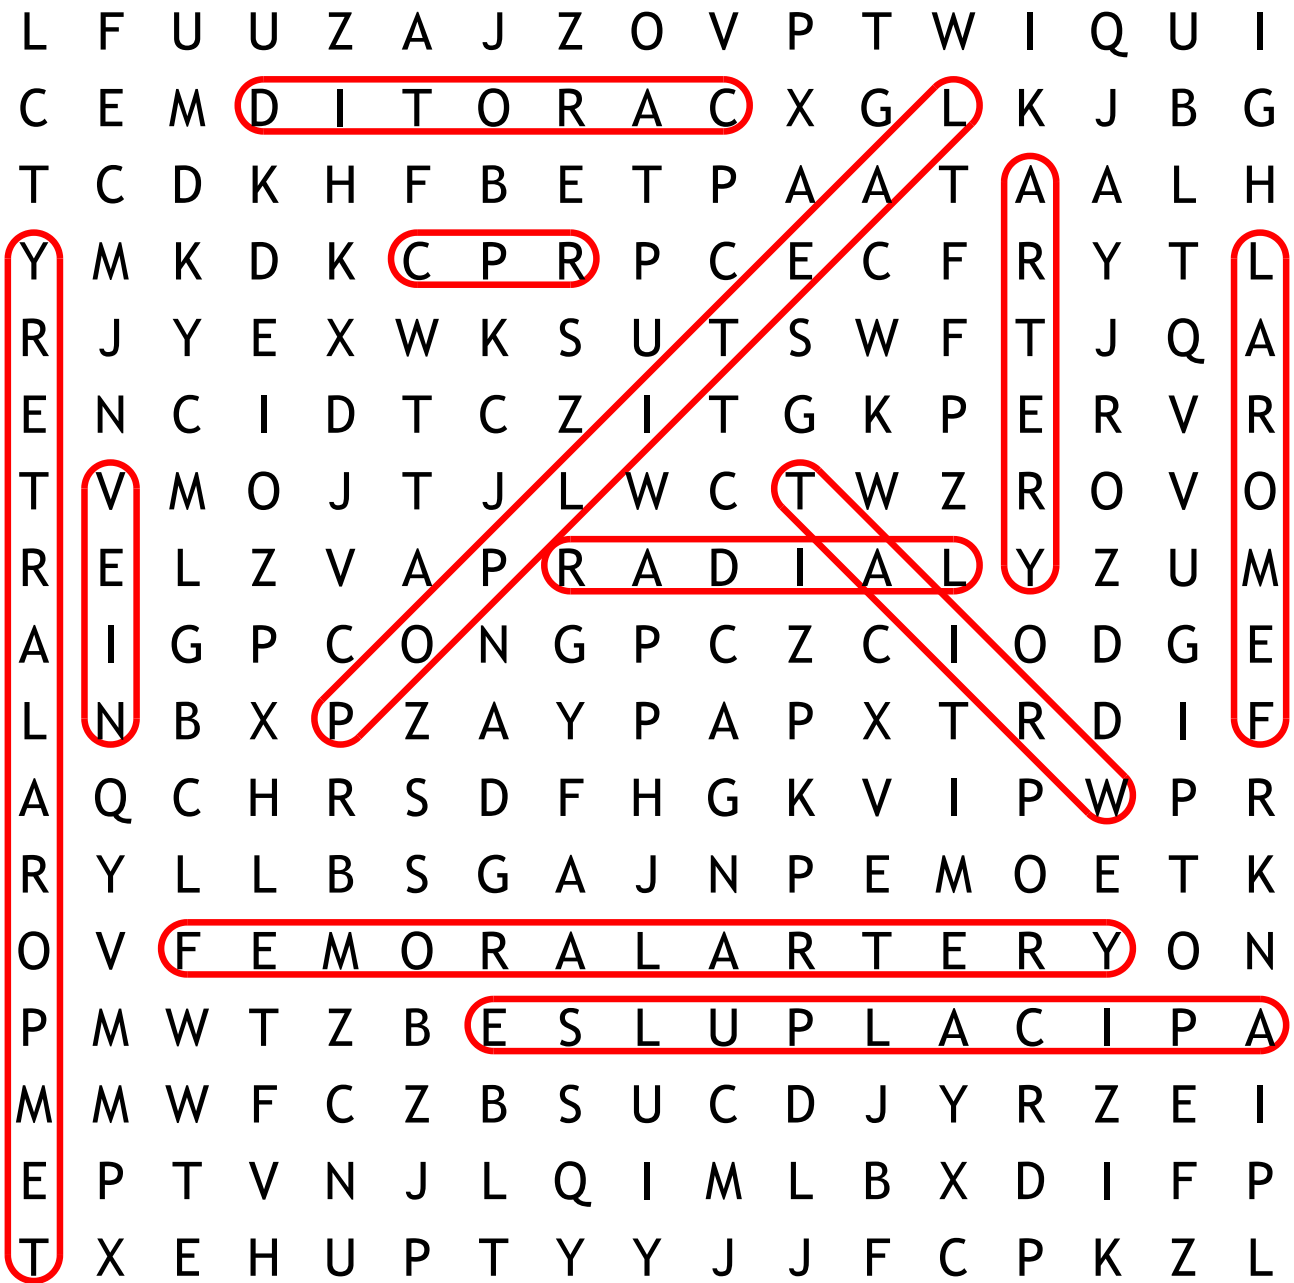 L F U U Z A J Z O V P T W I Q U I
C E M D I T O R A C X G L K J B G
T C D K H F B E T P A A T A A L H
Y M K D K C P R P C E C F R Y T L
R J Y E X W K S U T S W F T J Q A
E N C I D T C Z I T G K P E R V R
T V M O J T J L W C T W Z R O V O
R E L Z V A P R A D I A L Y Z U M
A I G P C O N G P C Z C I O D G E
L N B X P Z A Y P A P X T R D I F
A Q C H R S D F H G K V I P W P R
R Y L L B S G A J N P E M O E T K
O V F E M O R A L A R T E R Y O N
P M W T Z B E S L U P L A C I P A
M M W F C Z B S U C D J Y R Z E I
E P T V N J L Q I M L B X D I F P
T X E H U P T Y Y J J F C P K Z L